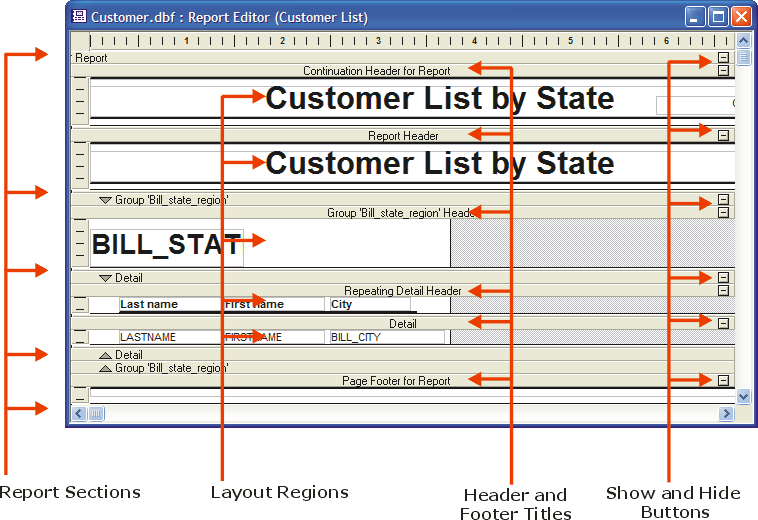 Customer.dbf : Report Editor (Customer List)
1 2 3 4 5 6
Report
Continuation Header for Report
Customer List by State
Report Header
Customer List by State
Group 'Bill_state_region'
Group 'Bill_state_region' Header
BILL_STAT
Detail
Repeating Detail Header
Last name First name City
Detail
LASTNAME FIRSTNAME BILL_CITY
Detail
Group 'Bill_state_region'
Page Footer for Report
Report Sections
Layout Regions
Header and
Footer Titles
Show and Hide
Buttons